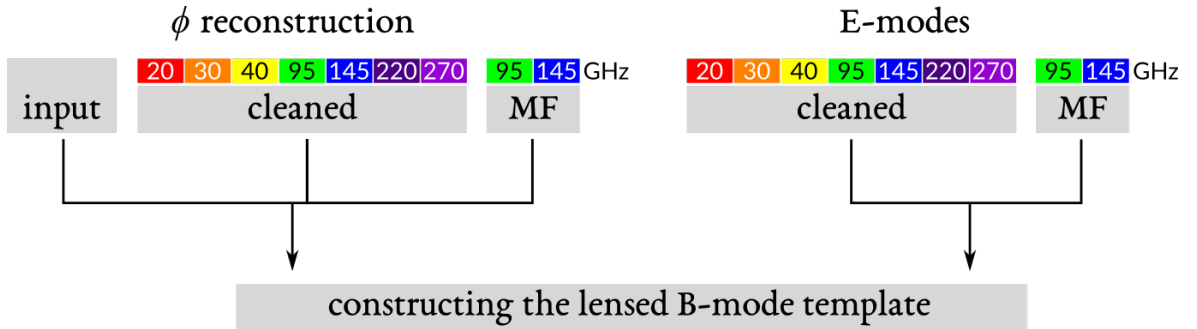 ϕ reconstruction
E-modes
20 30 40 95 145 220 270
95 145 GHz
20 30 40 95 145 220 270
95 145 GHz
input
cleaned
MF
cleaned
MF
constructing the lensed B-mode template